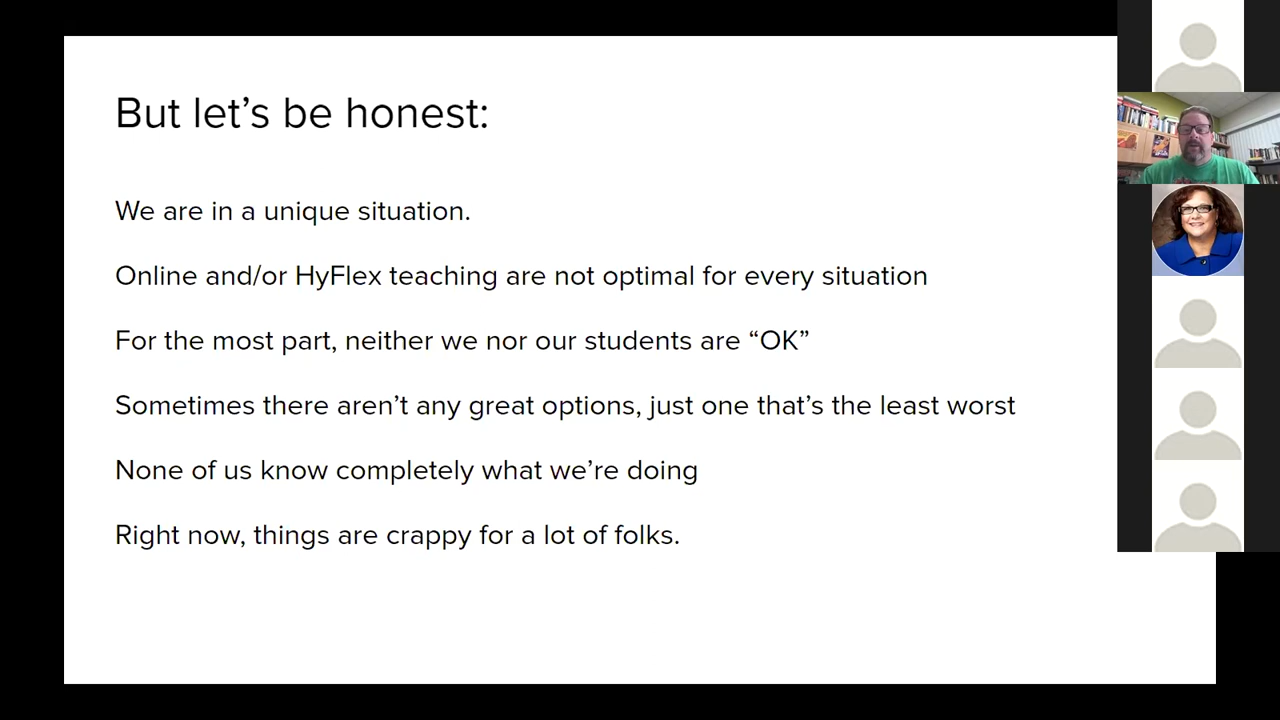 But let’s be honest:
We are in a unique situation.
Online and/or HyFlex teaching are not optimal for every situation
For the most part, neither we nor our students are “OK”
Sometimes there aren’t any great options, just one that’s the least worst
None of us know completely what we’re doing
Right now, things are crappy for a lot of folks.